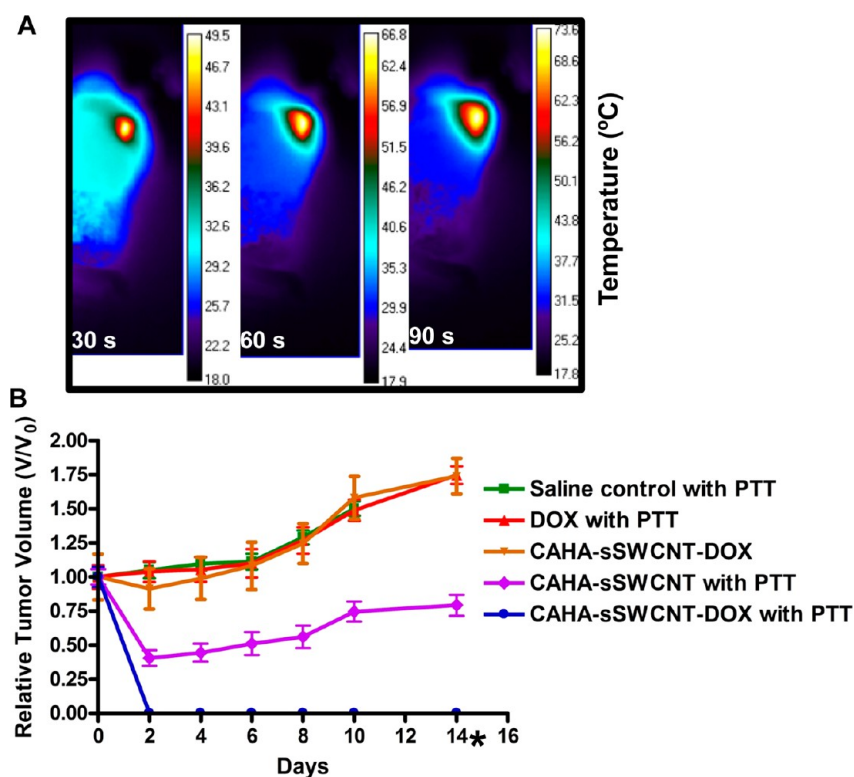 A
49.5
43.1
39.6
36.1
32.6
29.2
25.7
22.2
18.0
30 s
66.8
56.9
51.5
46.2
40.6
35.3
29.9
24.4
17.9
60 s
73.6
68.6
62.3
56.2
50.1
43.8
37.7
31.5
25.2
17.8
90 s
Temperature (ºC)
B
Relative Tumor Volume (V/V0)
2.00
1.75
1.50
1.25
1.00
0.75
0.50
0.25
0.00
0 2 4 6 8 10 12 14 * 16
Days
Saline control with PTT
DOX with PTT
CAHA-sSWCNT-DOX
CAHA-sSWCNT with PTT
CAHA-sSWCNT-DOX with PTT